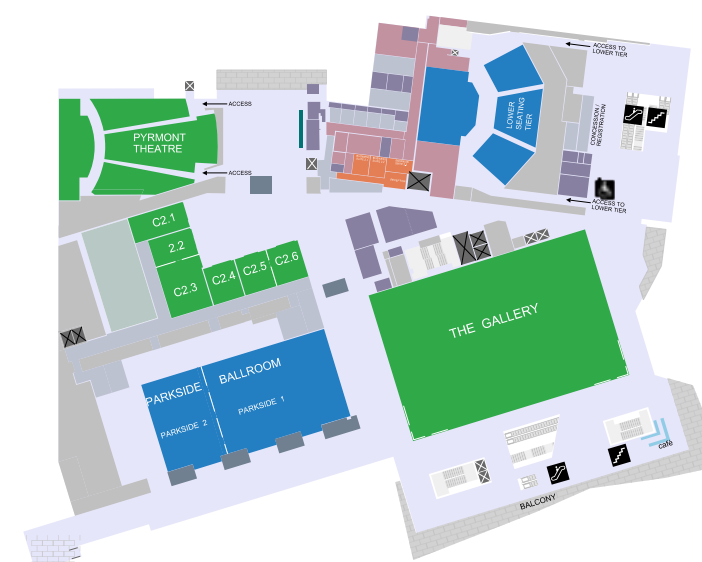 ACCESS TO
LOWER TIER
ACCESS
PYRMONT
THEATRE
LOWER
SEATING
TIER
CONCESSION /
REGISTRATION
ACCESS
ACCESS TO
LOWER TIER
C2.1
2.2
C2.3
C2.4
C2.5
C2.6
THE GALLERY
PARKSIDE
BALLROOM
PARKSIDE 2
PARKSIDE 1
café
BALCONY